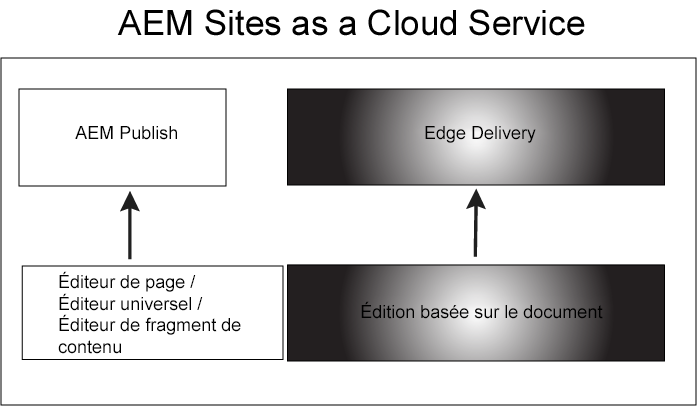 AEM Sites as a Cloud Service
AEM Publish
Edge Delivery
Éditeur de page /
Éditeur universel /
Éditeur de fragment de
contenu
Édition basée sur le document